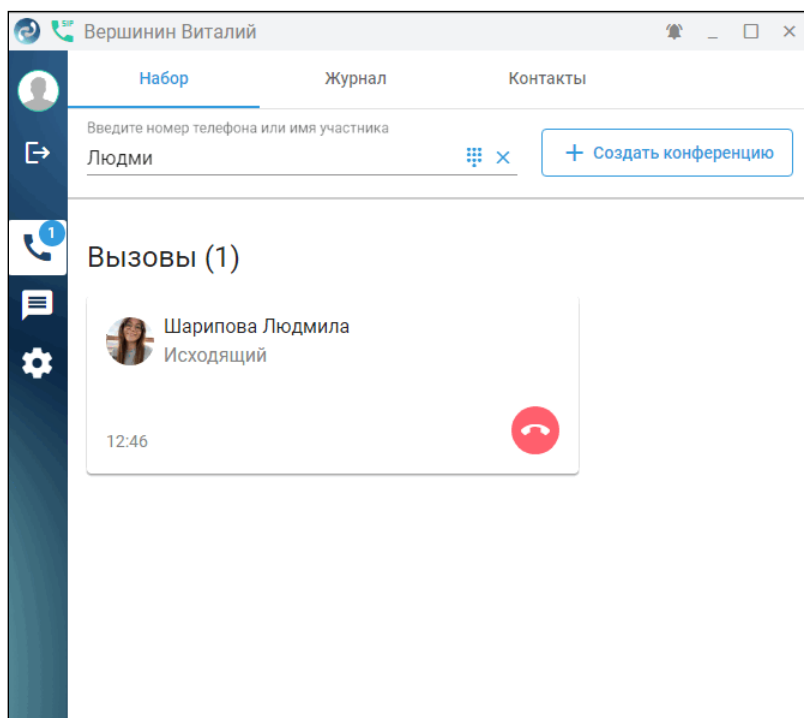 SIP
Вершинин Виталий
Набор Журнал Контакты
Введите номер телефона или имя участника
Людми
+ Создать конференцию
1
Вызовы (1)
Шарипова Людмила
Исходящий
12:46